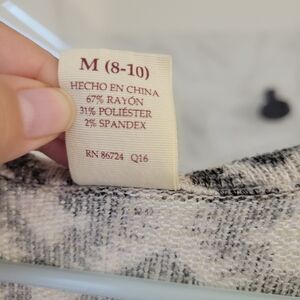 M (8-10)
HECHO EN CHINA
67% RAYÓN
31% POLIÉSTER
2% SPANDEX
RN 86724 Q16